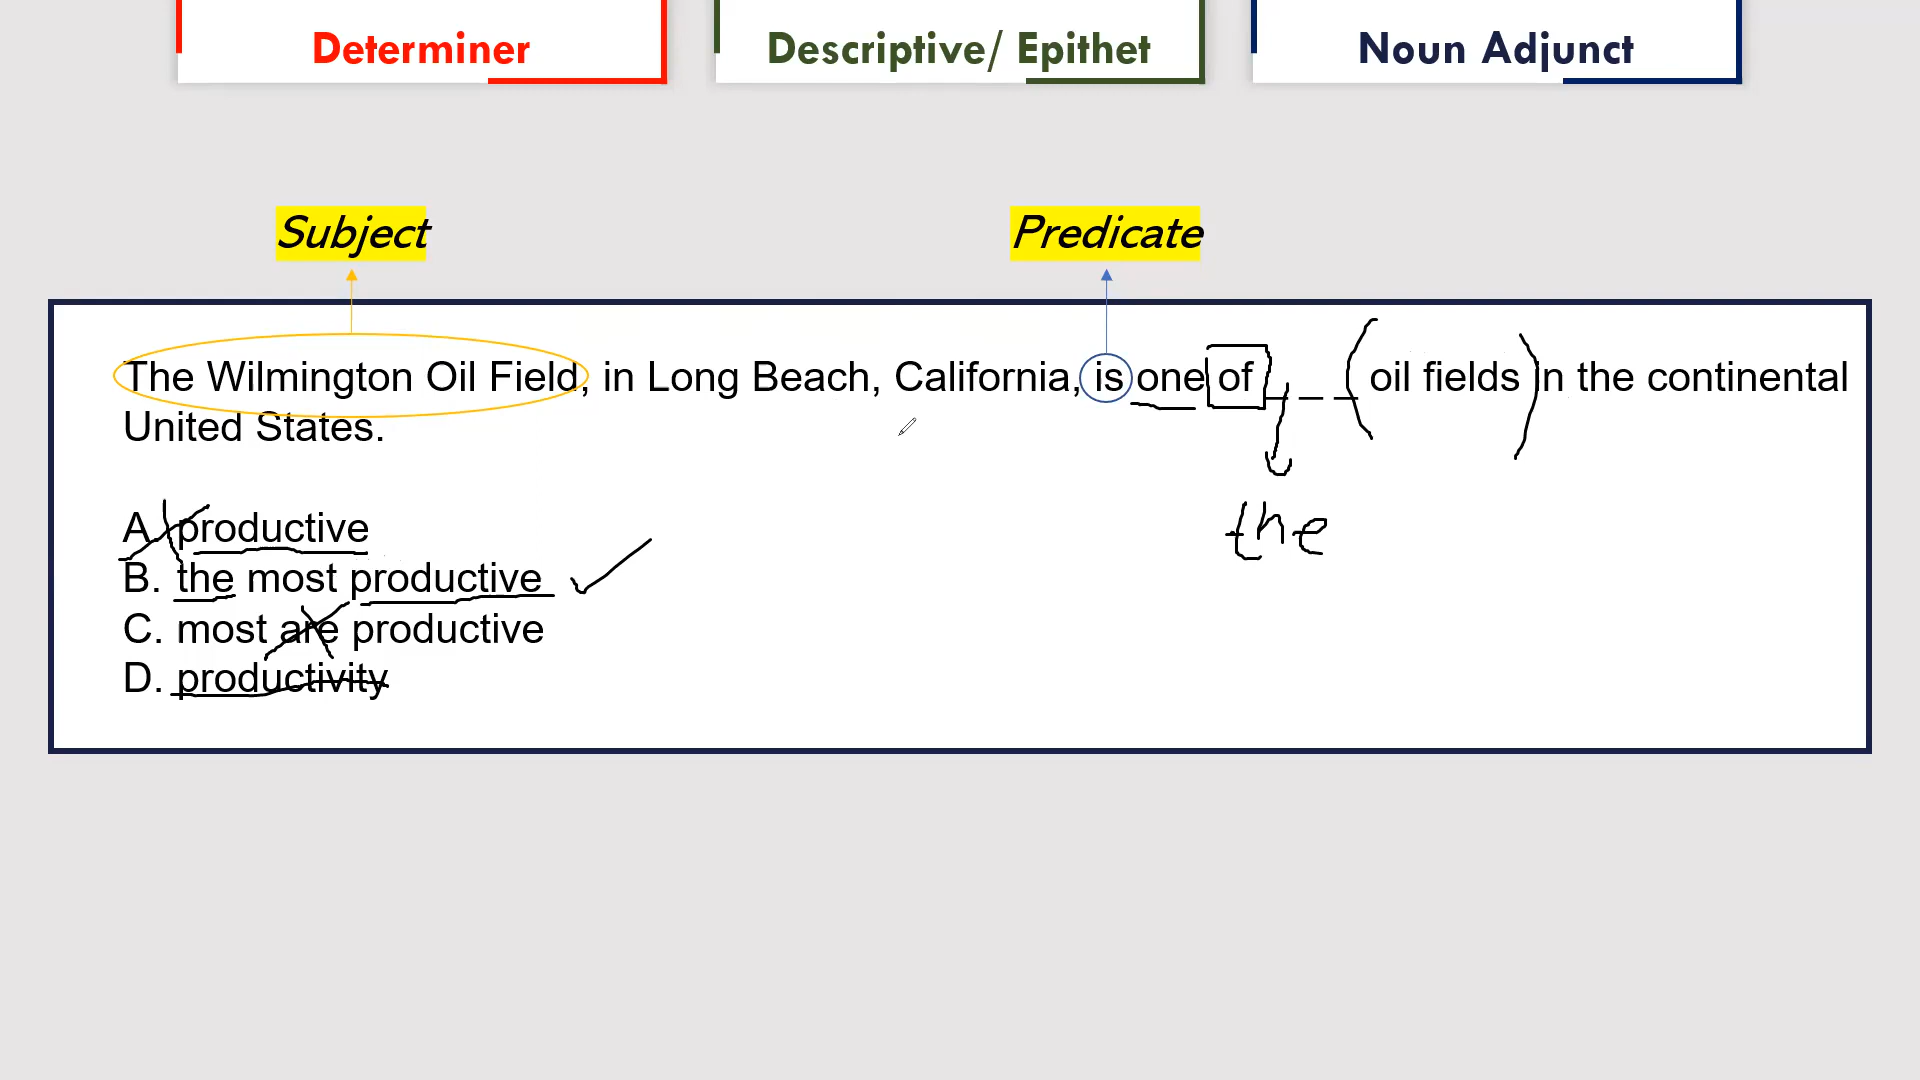 Determiner
Descriptive/ Epithet
Noun Adjunct
Subject
Predicate
The Wilmington Oil Field, in Long Beach, California, is one of ___ oil fields in the continental
United States.
the
A. productive
B. the most productive
C. most are productive
D. productivity